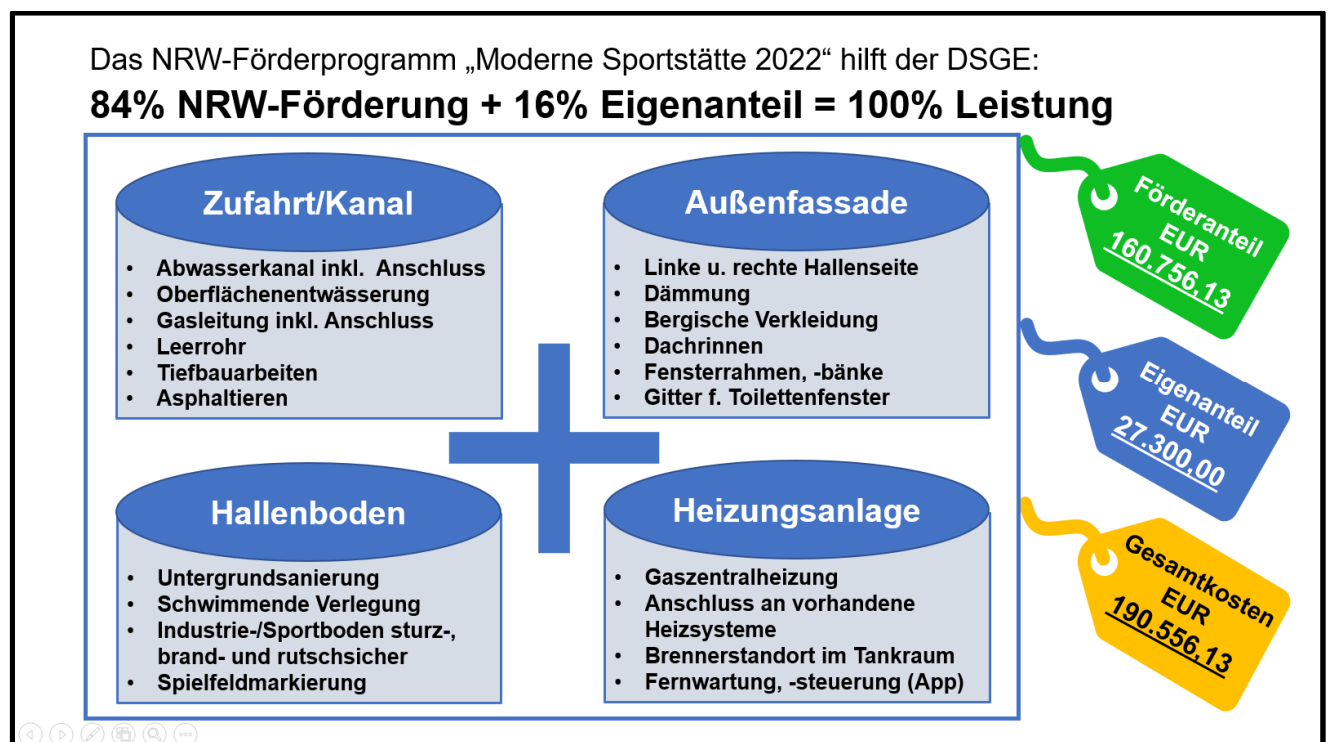 Das NRW-Förderprogramm „Moderne Sportstätte 2022“ hilft der DSGE:
84% NRW-Förderung + 16% Eigenanteil = 100% Leistung
Zufahrt/Kanal
• Abwasserkanal inkl. Anschluss
• Oberflächenentwässerung
• Gasleitung inkl. Anschluss
• Leerrohr
• Tiefbauarbeiten
• Asphaltieren
Außenfassade
• Linke u. rechte Hallenseite
• Dämmung
• Bergische Verkleidung
• Dachrinnen
• Fensterrahmen, -bänke
• Gitter f. Toilettenfenster
Hallenboden
• Untergrundsanierung
• Schwimmende Verlegung
• Industrie-/Sportboden sturz-,
brand- und rutschsicher
• Spielfeldmarkierung
Heizungsanlage
• Gaszentralheizung
• Anschluss an vorhandene
Heizsysteme
• Brennerstandort im Tankraum
• Fernwartung, -steuerung (App)
Förderanteil
EUR
160.756,13
Eigenanteil
EUR
27.300,00
Gesamtkosten
EUR
190.556,13